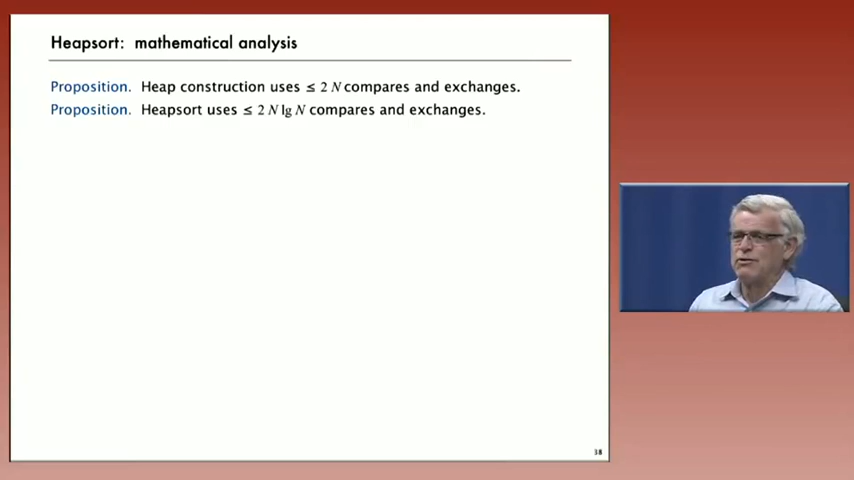 Heapsort: mathematical analysis
Proposition. Heap construction uses ≤ 2 N compares and exchanges.
Proposition. Heapsort uses ≤ 2 N lg N compares and exchanges.
38